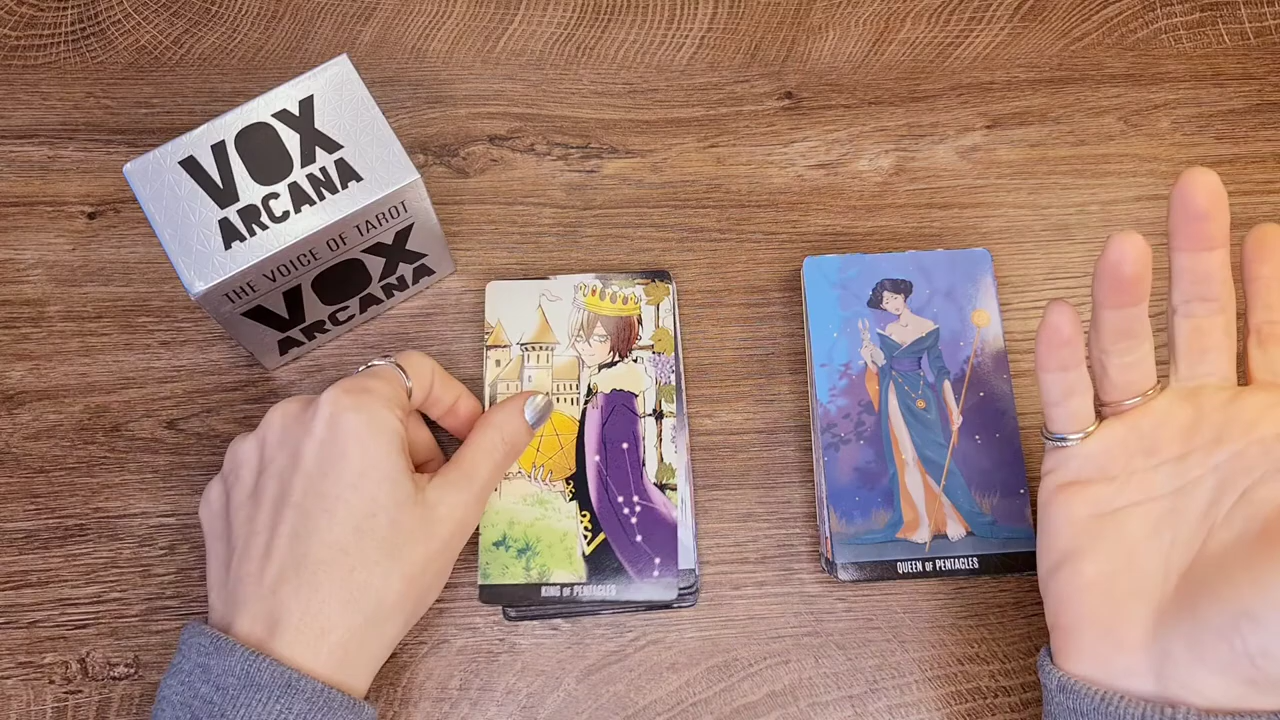 VOX
ARCANA
THE VOICE OF TAROT
VOX
ARCANA
KING OF PENTACLES
QUEEN OF PENTACLES